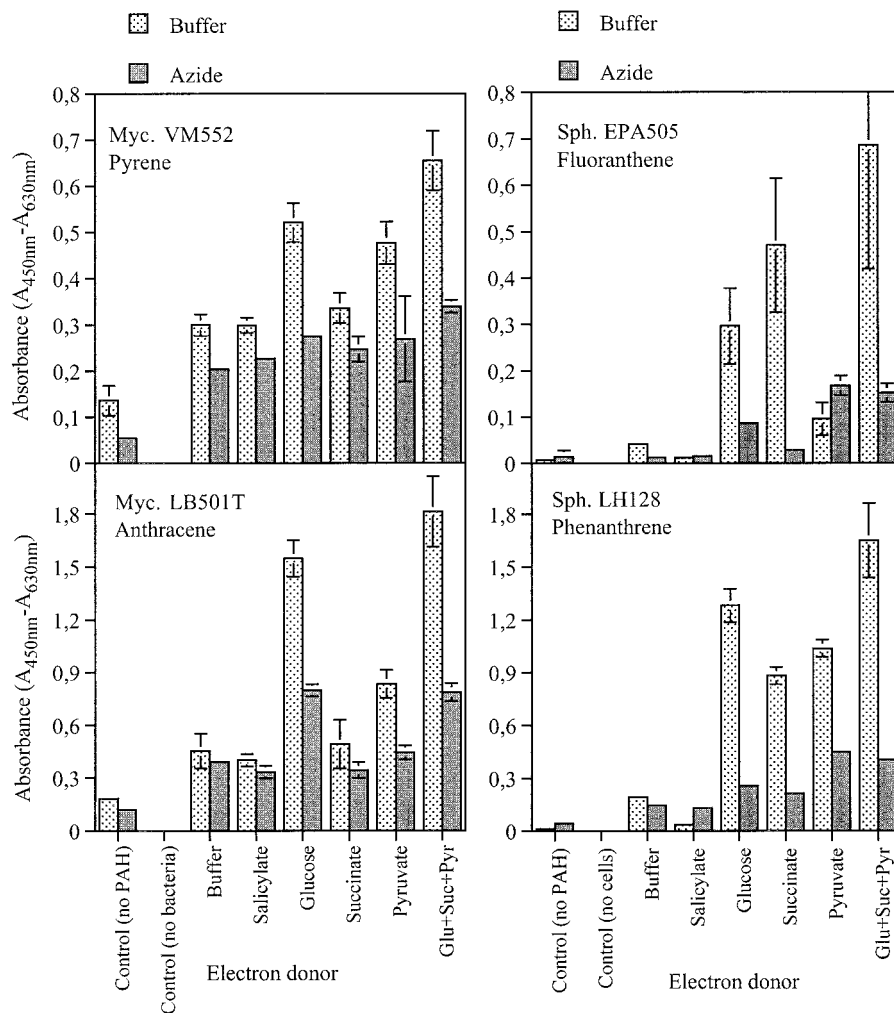 Buffer
Azide
Buffer
Azide
Absorbance (A450nm-A630nm)
0,8
0,7
0,6
0,5
0,4
0,3
0,2
0,1
0
Myc. VM552
Pyrene
0,8
0,7
0,6
0,5
0,4
0,3
0,2
0,1
0
Sph. EPA505
Fluoranthene
Absorbance (A450nm-A630nm)
1,8
1,5
1,2
0,9
0,6
0,3
0
Myc. LB501T
Anthracene
1,8
1,5
1,2
0,9
0,6
0,3
0
Sph. LH128
Phenanthrene
Control (no PAH)
Control (no bacteria)
Buffer
Salicylate
Glucose
Succinate
Pyruvate
Glu+Suc+Pyr
Electron donor
Control (no PAH)
Control (no cells)
Buffer
Salicylate
Glucose
Succinate
Pyruvate
Glu+Suc+Pyr
Electron donor